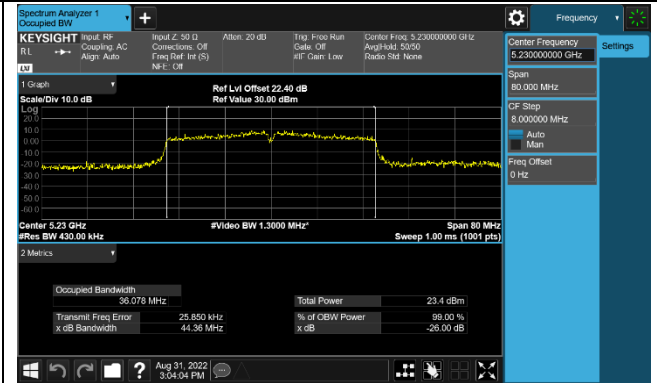 Spectrum Analyzer 1
Occupied BW
+
Frequency
KEYSIGHT
RL
LXI
Input: RF
Coupling: AC
Align: Auto
Input Z: 50 Ω
Corrections: Off
Freq Ref: Int (S)
NFE: Off
Atten: 20 dB
Trig: Free Run
Gate: Off
#IF Gain: Low
Center Freq: 5.230000000 GHz
Avg|Hold: 50/50
Radio Std: None
Center Frequency
5.230000000 GHz
Settings
Span
80.000 MHz
CF Step
8.000000 MHz
Auto
Man
Freq Offset
0 Hz
1 Graph
Scale/Div 10.0 dB
Ref Lvl Offset 22.40 dB
Ref Value 30.00 dBm
Log
20.0
10.0
0.00
-10.0
-20.0
-30.0
-40.0
-50.0
-60.0
Center 5.23 GHz
#Video BW 1.3000 MHz*
Span 80 MHz
#Res BW 430.00 kHz
Sweep 1.00 ms (1001 pts)
2 Metrics
Occupied Bandwidth
36.078 MHz
Total Power 23.4 dBm
Transmit Freq Error 25.850 kHz
% of OBW Power 99.00 %
x dB Bandwidth 44.36 MHz
x dB -26.00 dB
?
Aug 31, 2022
3:04:04 PM